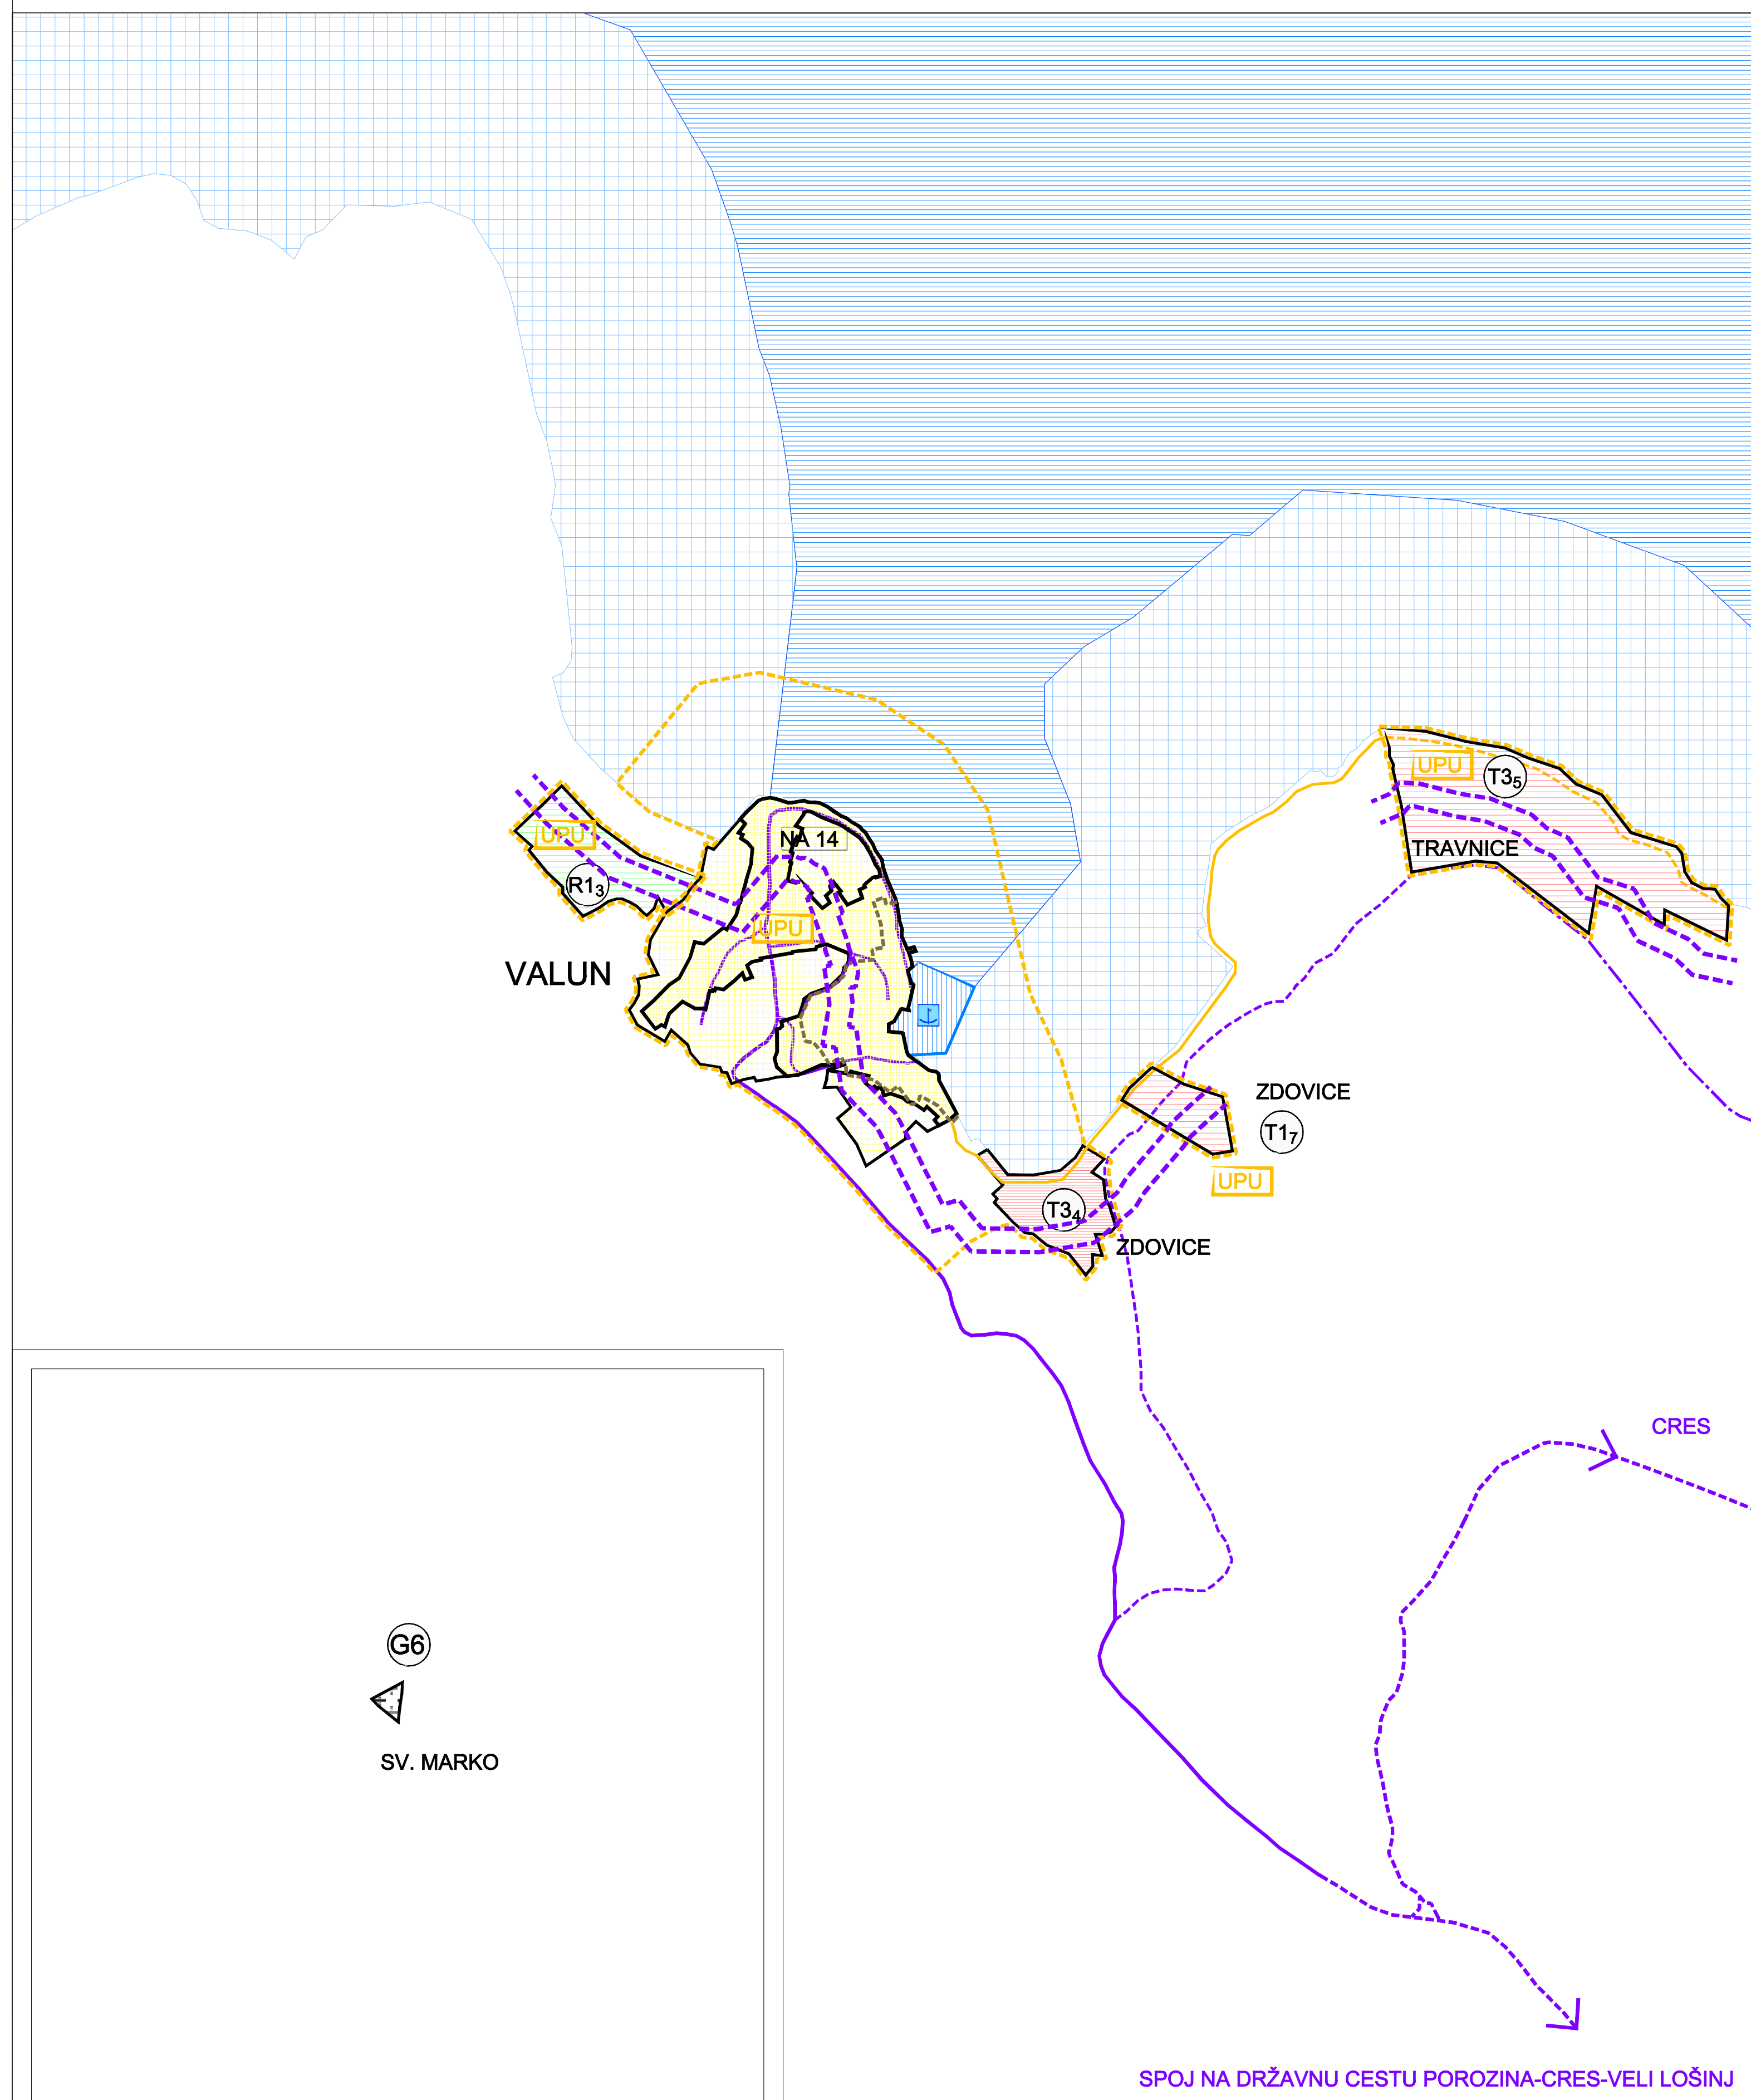 UPU
T3₅
UPU
NA 14
TRAVNICE
R1₃
UPU
VALUN
ZDOVICE
T1₇
UPU
T3₄
ZDOVICE
CRES
G6
SV. MARKO
SPOJ NA DRŽAVNU CESTU POROZINA-CRES-VELI LOŠINJ